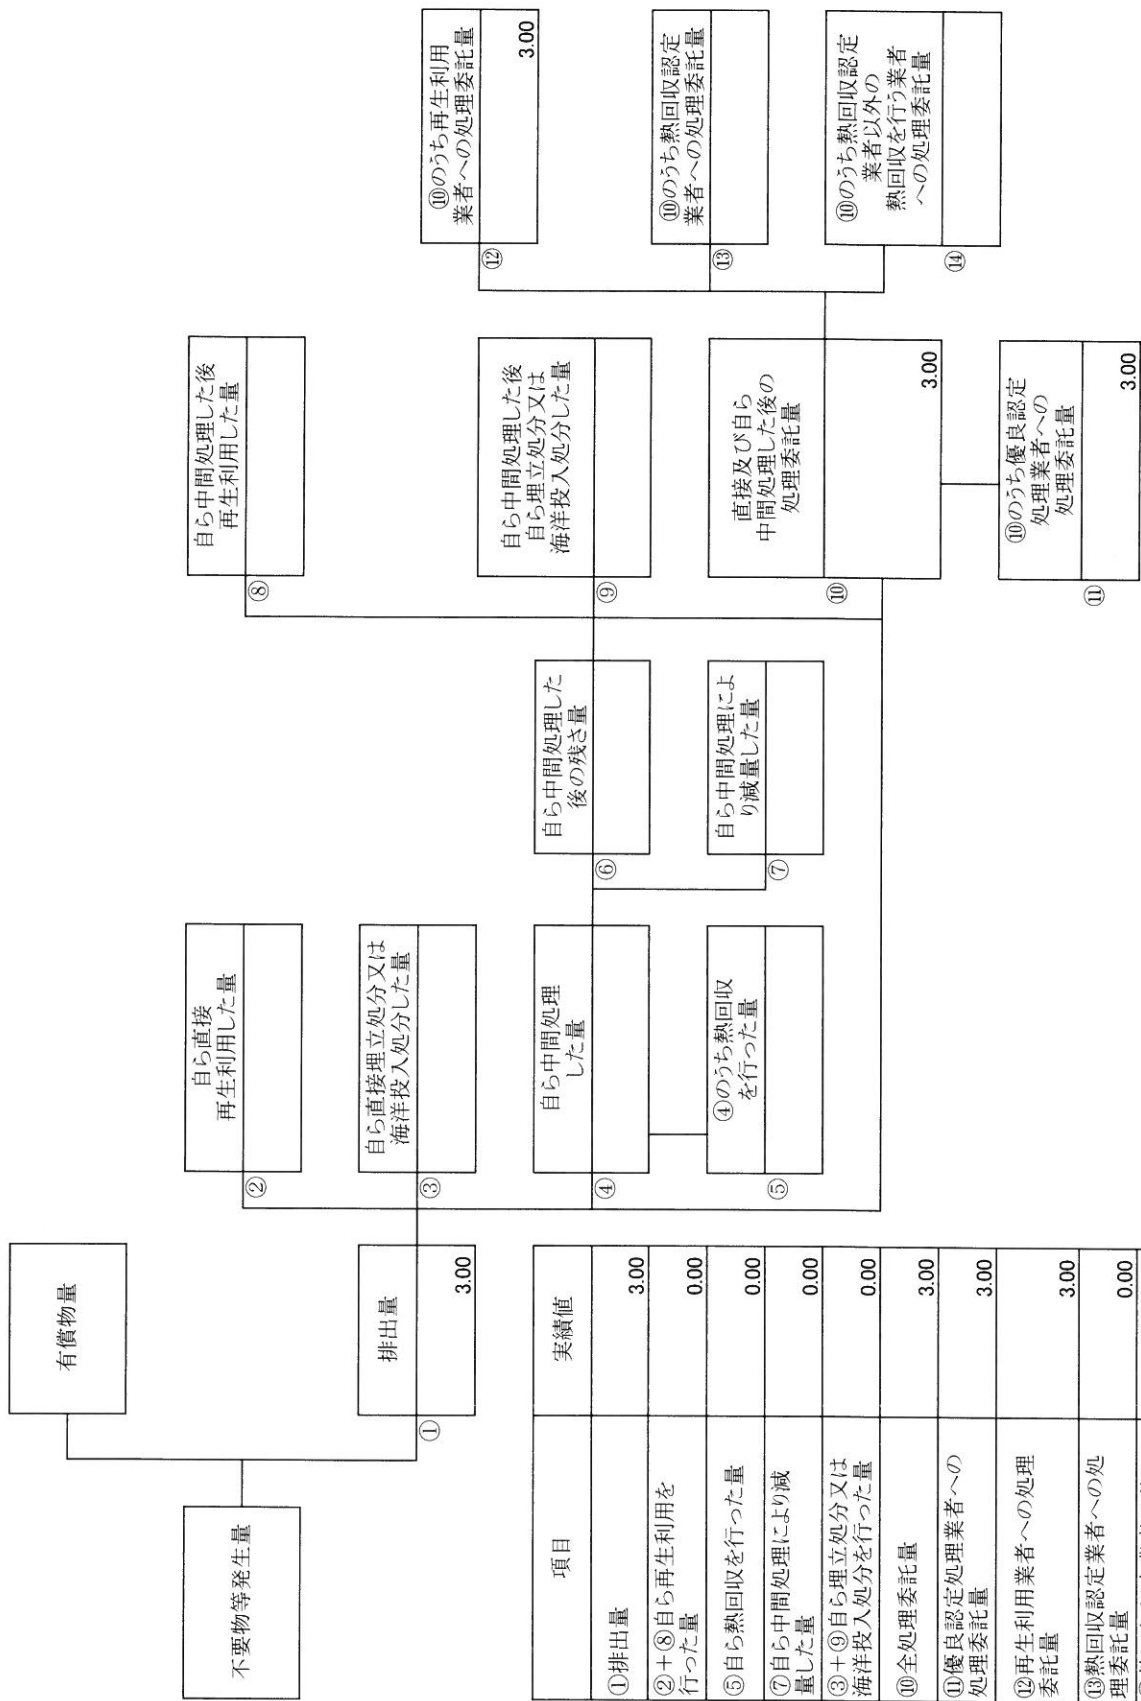 有償物量
不要物等発生量
排出量
①
3.00
自ら直接
再生利用した量
②
自ら直接埋立処分又は
海洋投入処分した量
③
自ら中間処理
した量
④
④のうち熱回収
を行った量
⑤
自ら中間処理した
後の残さ量
⑥
自ら中間処理によ
り減量した量
⑦
自ら中間処理した後
再生利用した量
⑧
自ら中間処理した後
自ら埋立処分又は
海洋投入処分した量
⑨
直接及び自ら
中間処理した後の
処理委託量
⑩
3.00
⑩のうち優良認定
処理業者への
処理委託量
⑪
3.00
⑩のうち再生利用
業者への処理委託量
⑫
3.00
⑩のうち熱回収認定
業者への処理委託量
⑬
⑩のうち熱回収認定
業者以外の
熱回収を行う業者
への処理委託量
⑭
項目 実績値
①排出量 3.00
②+⑧自ら再生利用を
行った量 0.00
⑤自ら熱回収を行った量 0.00
⑦自ら中間処理により減
量した量 0.00
③+⑨自ら埋立処分又は
海洋投入処分を行った量 0.00
⑩全処理委託量 3.00
⑪優良認定処理業者への
処理委託量 3.00
⑫再生利用業者への処理
委託量 3.00
⑬熱回収認定業者への処
理委託量 0.00